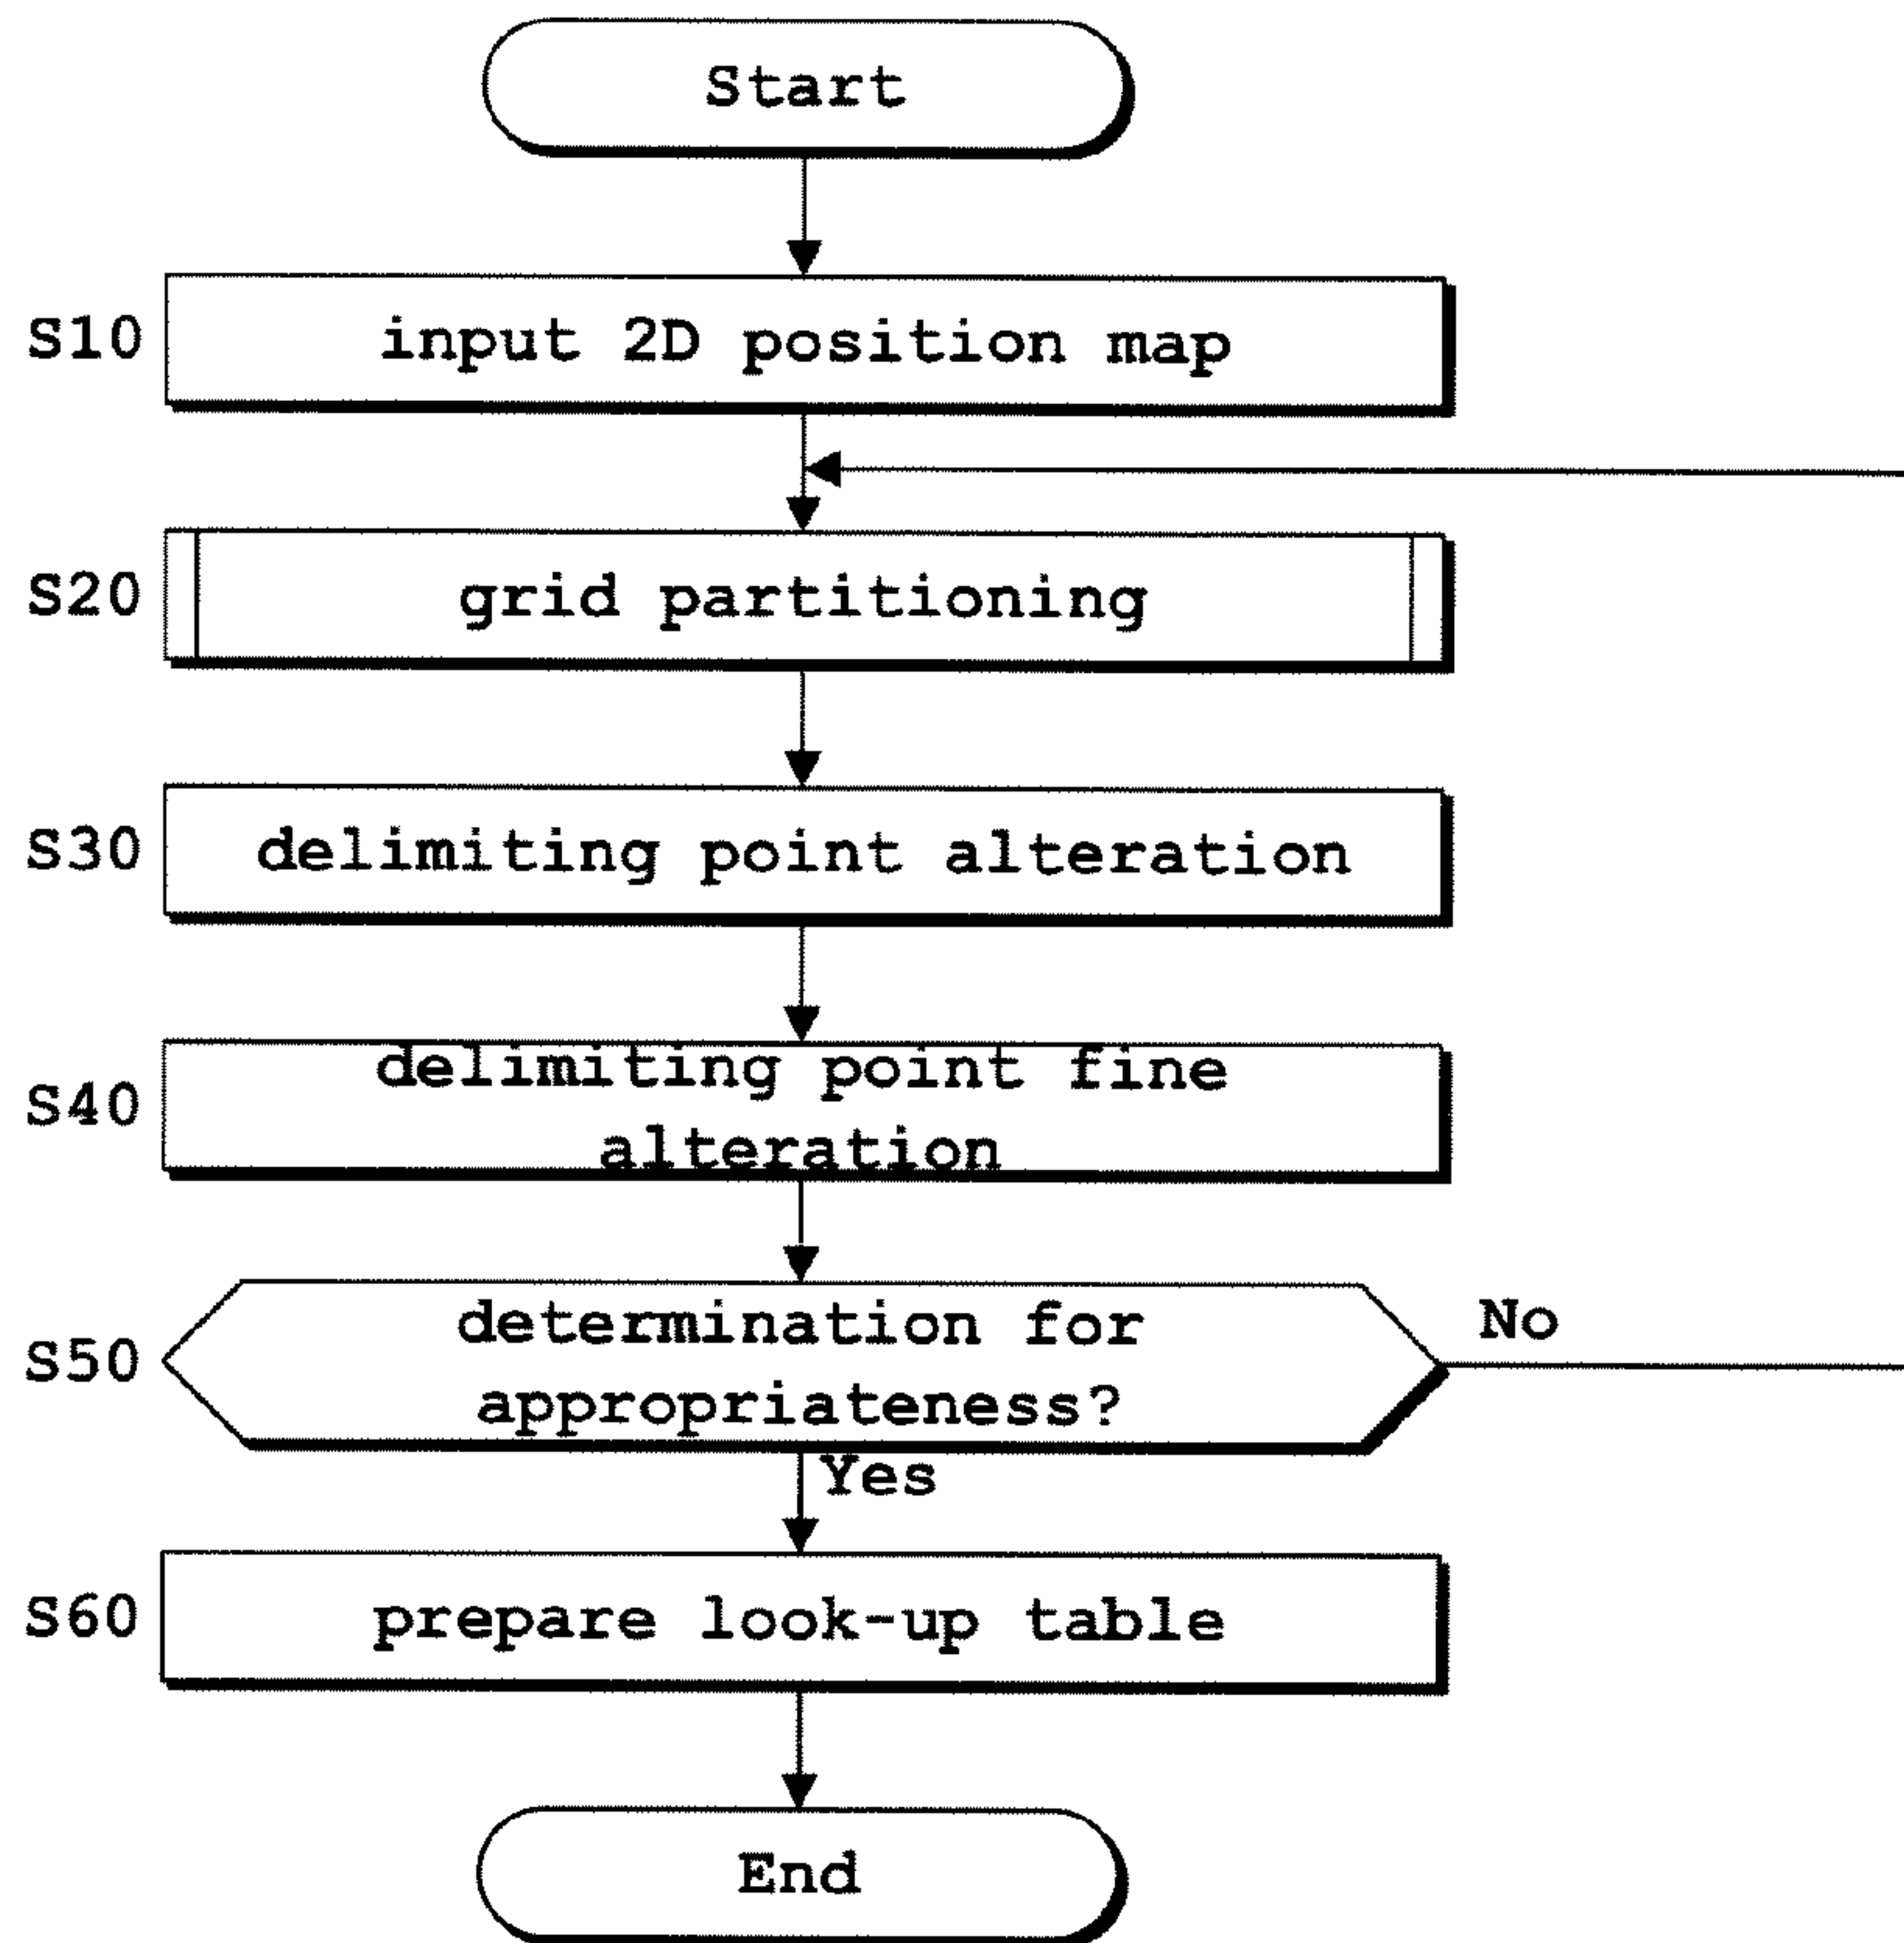 Start
S10 input 2D position map
S20 grid partitioning
S30 delimiting point alteration
S40 delimiting point fine
alteration
S50 determination for
appropriateness?
No
Yes
S60 prepare look-up table
End